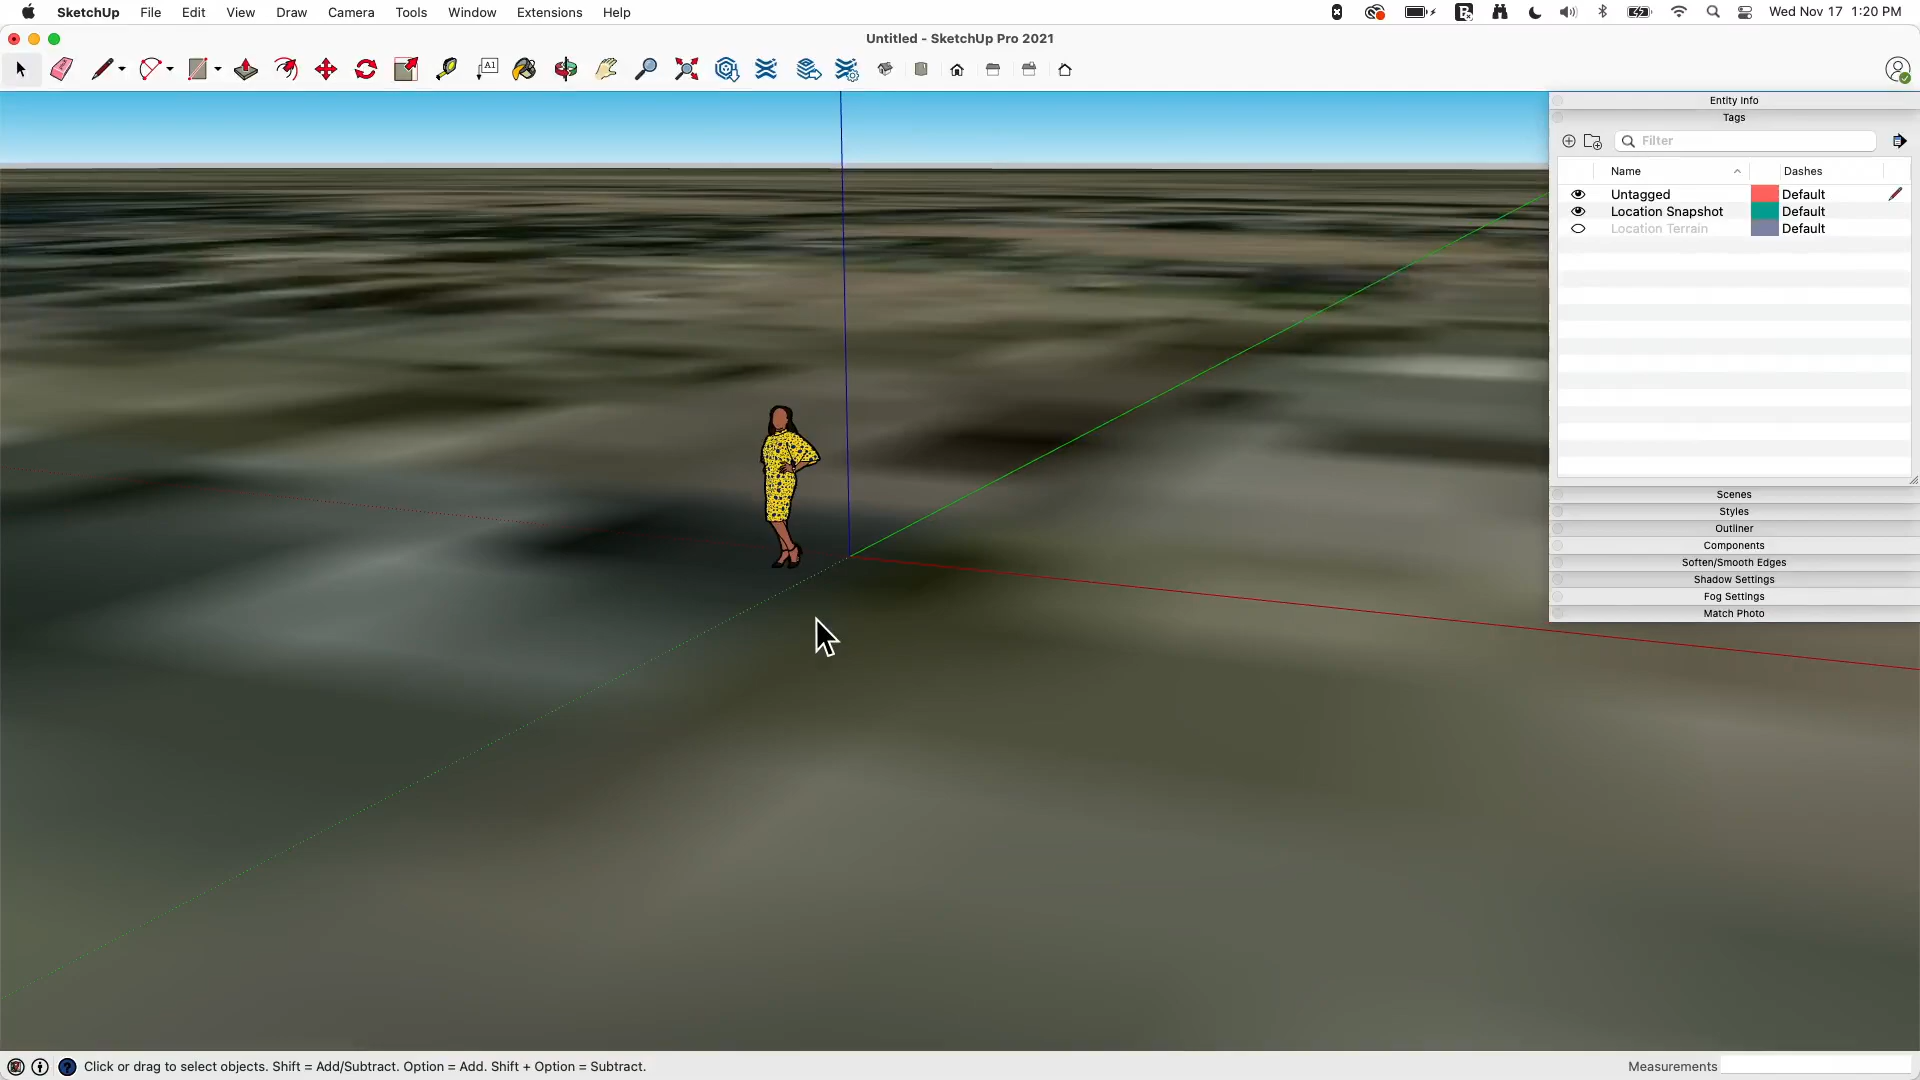 SketchUp File Edit View Draw Camera Tools Window Extensions Help Wed Nov 17 1:20 PM
Untitled - SketchUp Pro 2021
A1
Entity Info
Tags
Filter
Name Dashes
Untagged Default
Location Snapshot Default
Location Terrain Default
Scenes
Styles
Outliner
Components
Soften/Smooth Edges
Shadow Settings
Fog Settings
Match Photo
Click or drag to select objects. Shift = Add/Subtract. Option = Add. Shift + Option = Subtract. Measurements